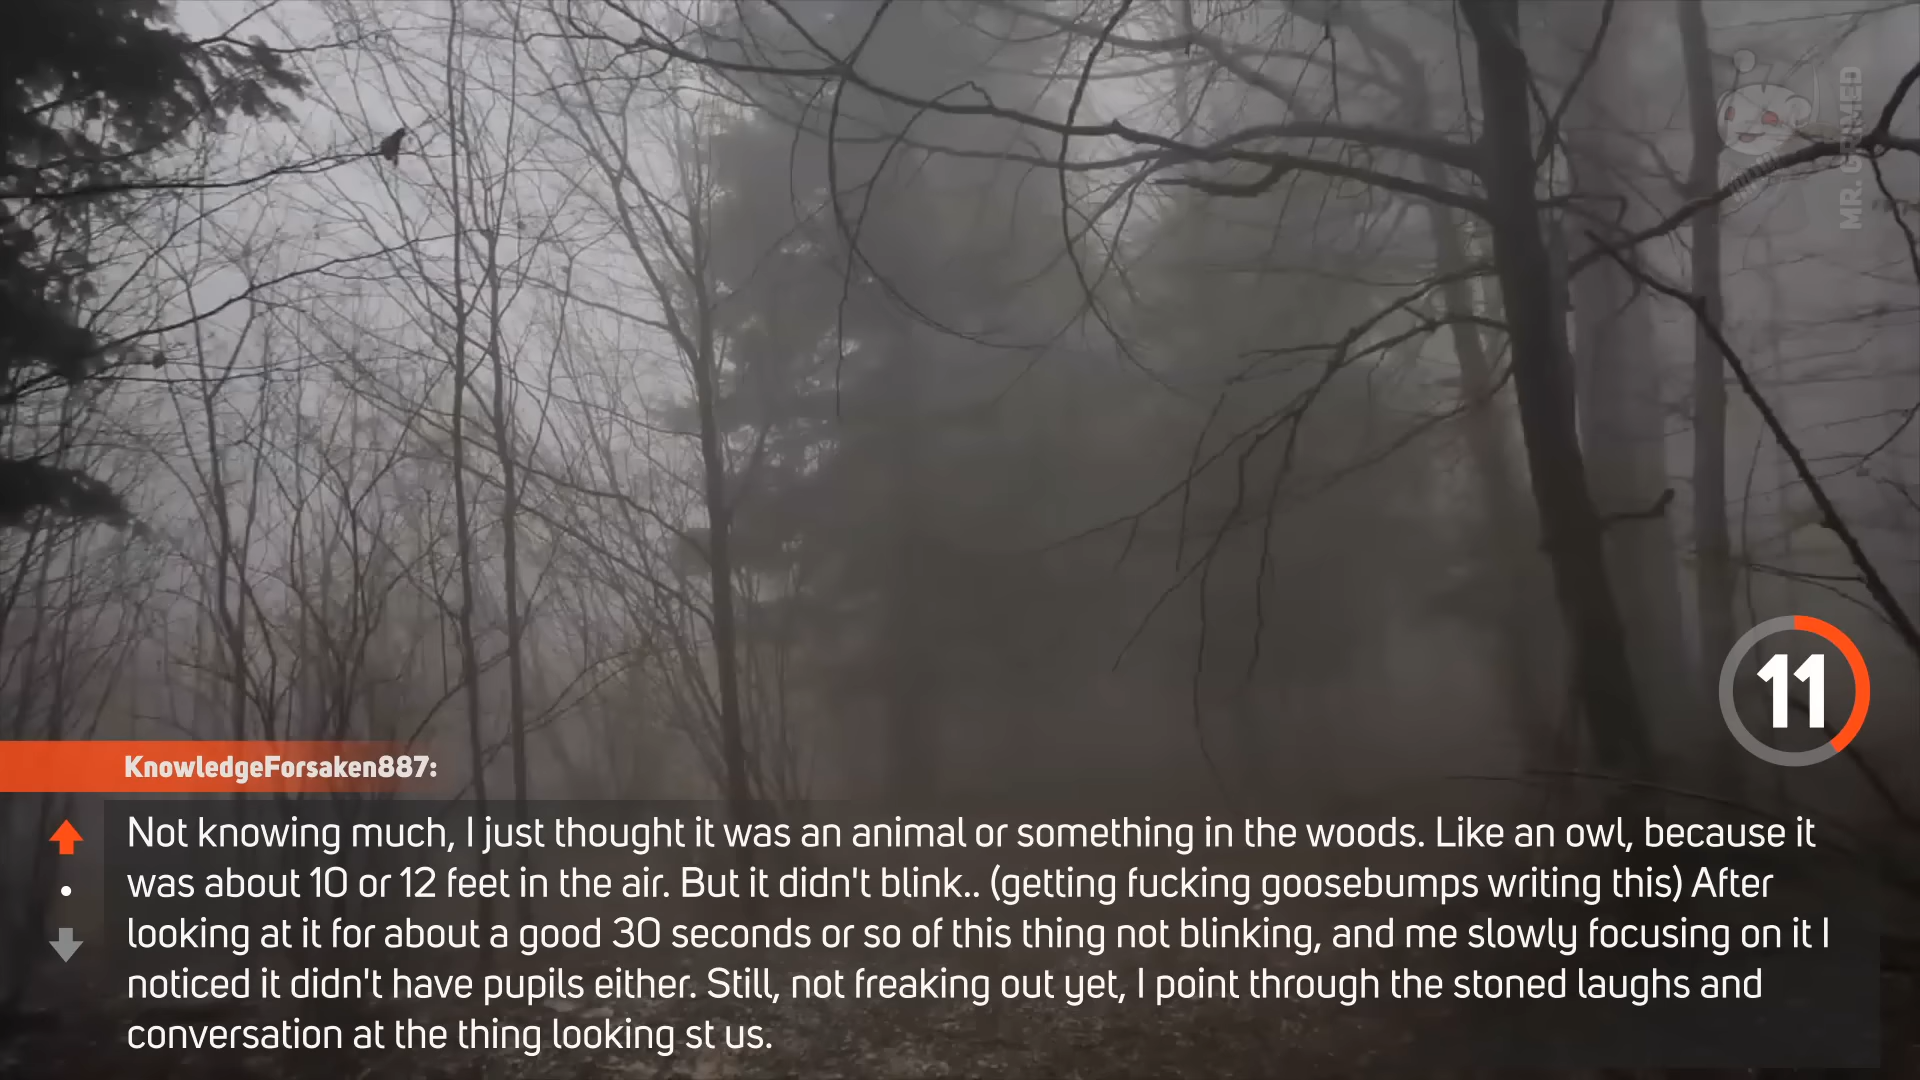 MR. GRIMED
11
KnowledgeForsaken887:
Not knowing much, I just thought it was an animal or something in the woods. Like an owl, because it
was about 10 or 12 feet in the air. But it didn't blink.. (getting fucking goosebumps writing this) After
looking at it for about a good 30 seconds or so of this thing not blinking, and me slowly focusing on it I
noticed it didn't have pupils either. Still, not freaking out yet, I point through the stoned laughs and
conversation at the thing looking st us.